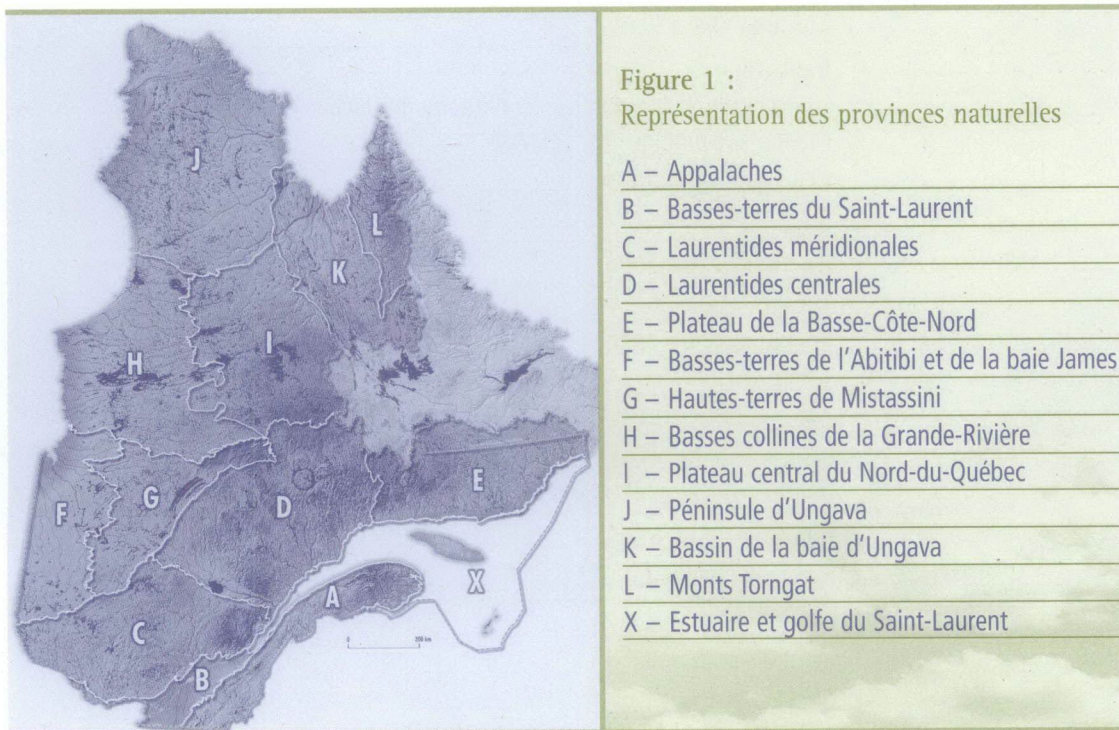 J
L
K
I
H
G
F
D
E
X
A
C
B
0
Figure 1 :
Représentation des provinces naturelles
A – Appalaches
B – Basses-terres du Saint-Laurent
C – Laurentides méridionales
D – Laurentides centrales
E – Plateau de la Basse-Côte-Nord
F – Basses-terres de l'Abitibi et de la baie James
G – Hautes-terres de Mistassini
H – Basses collines de la Grande-Rivière
I – Plateau central du Nord-du-Québec
J – Péninsule d'Ungava
K – Bassin de la baie d'Ungava
L – Monts Torngat
X – Estuaire et golfe du Saint-Laurent